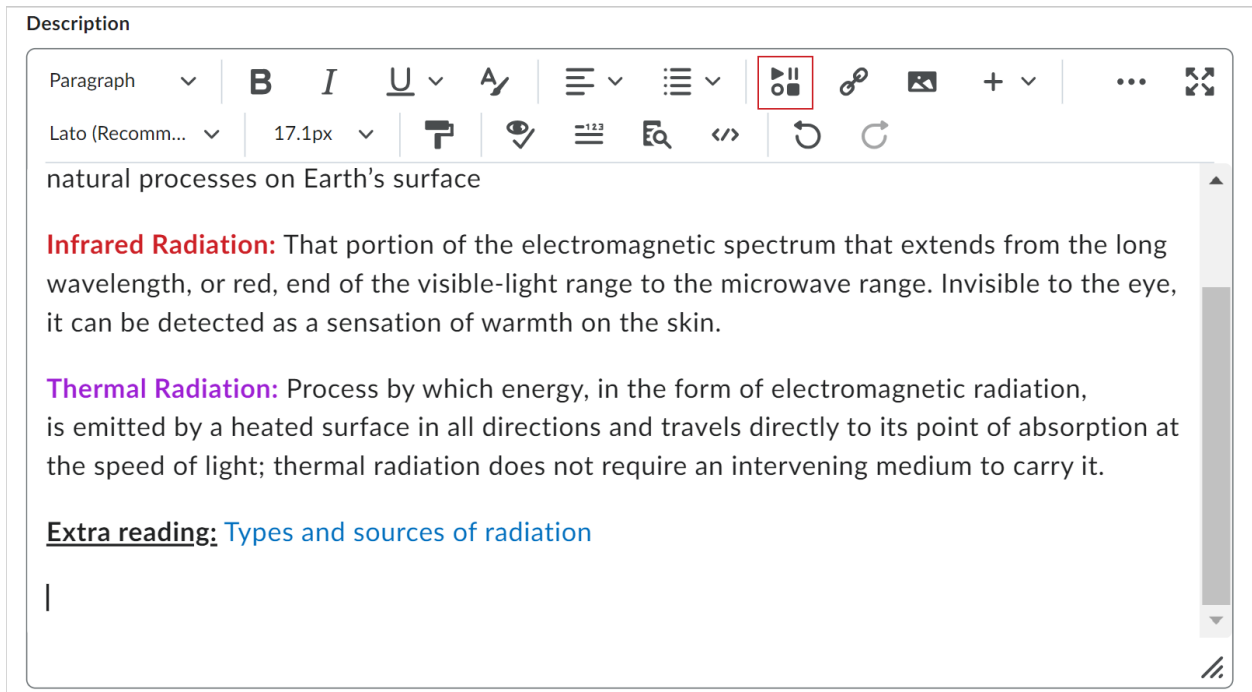 Description
Paragraph B I U A
Lato (Recomm... 17.1px 123 </>
natural processes on Earth’s surface
Infrared Radiation: That portion of the electromagnetic spectrum that extends from the long
wavelength, or red, end of the visible-light range to the microwave range. Invisible to the eye,
it can be detected as a sensation of warmth on the skin.
Thermal Radiation: Process by which energy, in the form of electromagnetic radiation,
is emitted by a heated surface in all directions and travels directly to its point of absorption at
the speed of light; thermal radiation does not require an intervening medium to carry it.
Extra reading: Types and sources of radiation